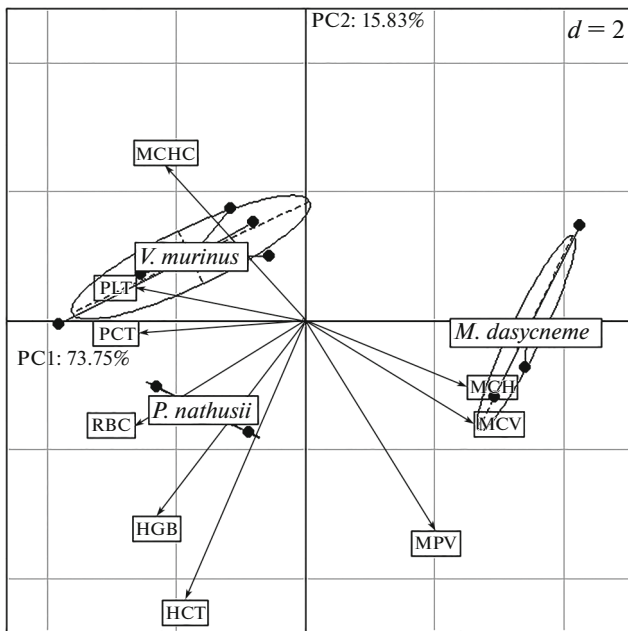 PC2: 15.83%
d = 2
MCHC
V. murinus
PLT
PCT
M. dasycneme
PC1: 73.75%
MCH
P. nathusii
RBC
MCV
HGB
MPV
HCT